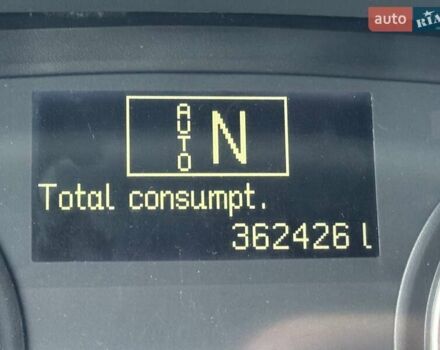 auto RIA
AUTO
N
Total consumpt.
362426 l